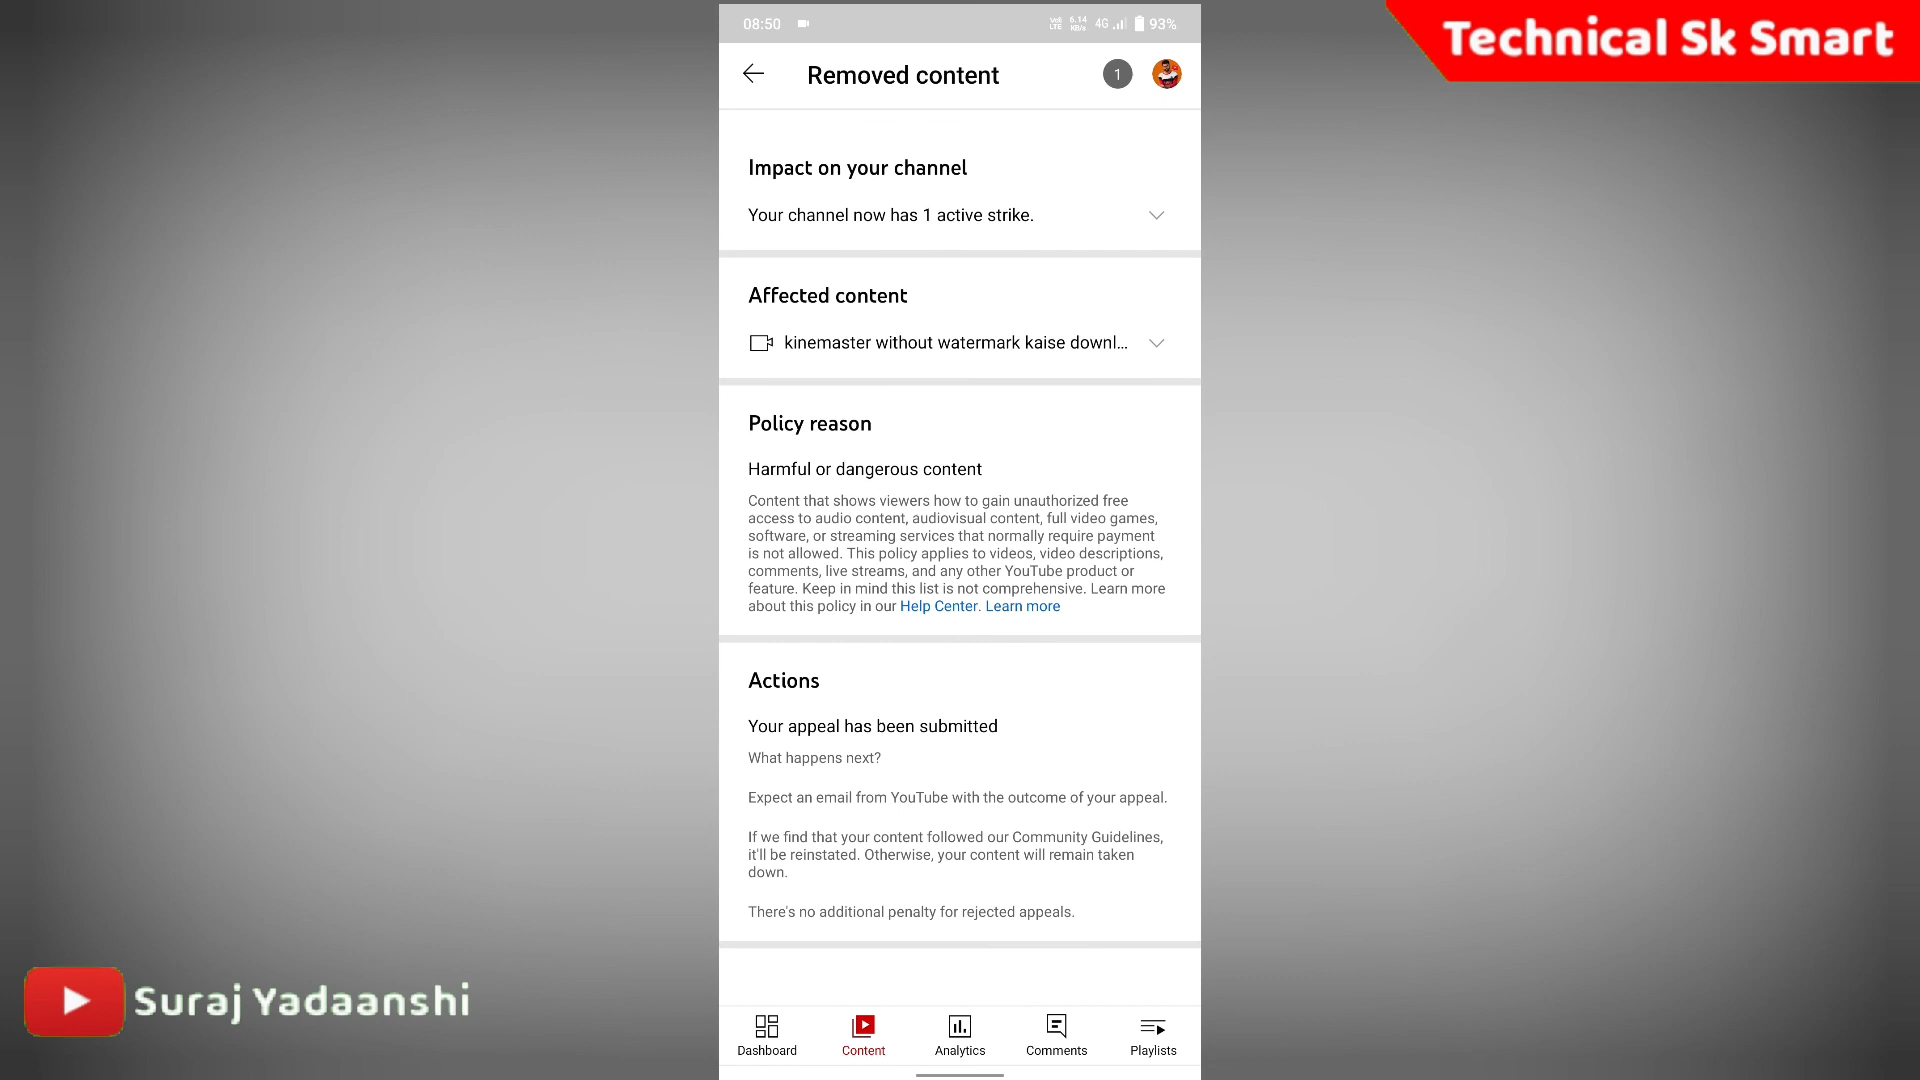 Technical Sk Smart
08:50
VoLTE 6.14 KB/s 4G 93%
Removed content
1
Impact on your channel
Your channel now has 1 active strike.
Affected content
kinemaster without watermark kaise downl...
Policy reason
Harmful or dangerous content
Content that shows viewers how to gain unauthorized free
access to audio content, audiovisual content, full video games,
software, or streaming services that normally require payment
is not allowed. This policy applies to videos, video descriptions,
comments, live streams, and any other YouTube product or
feature. Keep in mind this list is not comprehensive. Learn more
about this policy in our Help Center. Learn more
Actions
Your appeal has been submitted
What happens next?
Expect an email from YouTube with the outcome of your appeal.
If we find that your content followed our Community Guidelines,
it'll be reinstated. Otherwise, your content will remain taken
down.
There's no additional penalty for rejected appeals.
Suraj Yadaanshi
Dashboard
Content
Analytics
Comments
Playlists